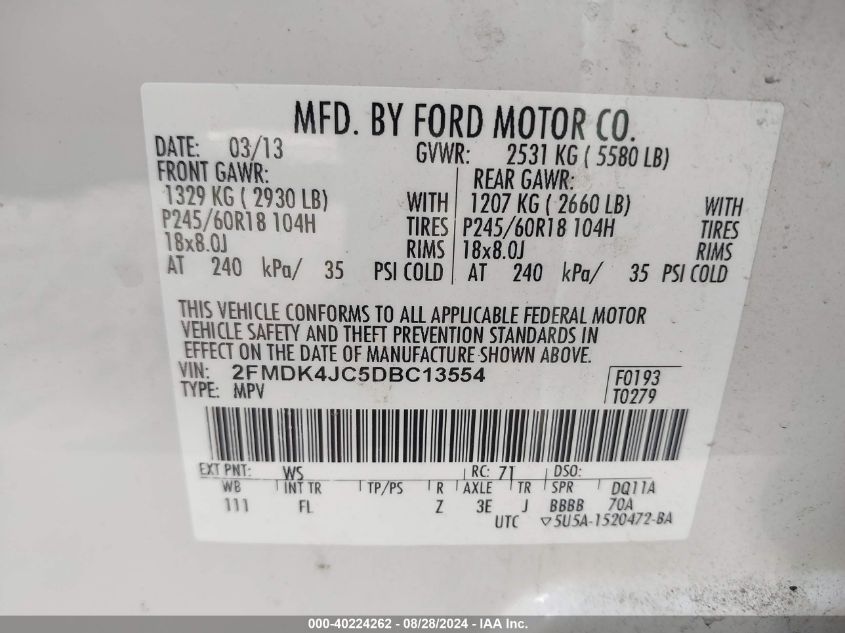 MFD. BY FORD MOTOR CO.
DATE: 03/13 GVWR: 2531 KG ( 5580 LB)
FRONT GAWR: REAR GAWR:
1329 KG ( 2930 LB) WITH 1207 KG ( 2660 LB) WITH
P245/60R18 104H TIRES P245/60R18 104H TIRES
18x8.0J RIMS 18x8.0J RIMS
AT 240 kPa/ 35 PSI COLD AT 240 kPa/ 35 PSI COLD
THIS VEHICLE CONFORMS TO ALL APPLICABLE FEDERAL MOTOR
VEHICLE SAFETY AND THEFT PREVENTION STANDARDS IN
EFFECT ON THE DATE OF MANUFACTURE SHOWN ABOVE.
VIN: 2FMDK4JC5DBC13554 F0193
TYPE: MPV T0279
EXT PNT: WS RC: 71 DSO:
WB INT TR TP/PS R AXLE TR SPR DQ11A
111 FL Z 3E J BBBB 70A
UTC ▽5U5A-1520472-BA
000-40224262 - 08/28/2024 - IAA Inc.